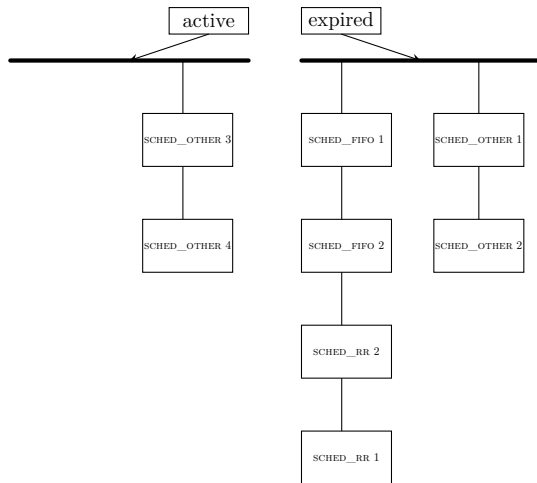 active expired
SCHED_OTHER 3 SCHED_FIFO 1 SCHED_OTHER 1
SCHED_OTHER 4 SCHED_FIFO 2 SCHED_OTHER 2
SCHED_RR 2
SCHED_RR 1